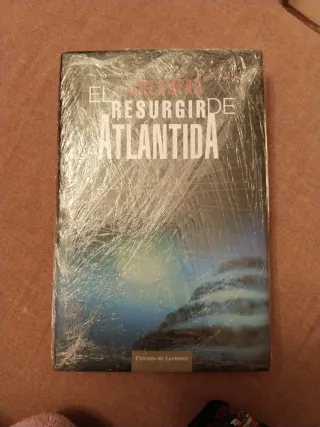 EL
RESURGIR DE
ATLANTIDA
Círculo de Lectores